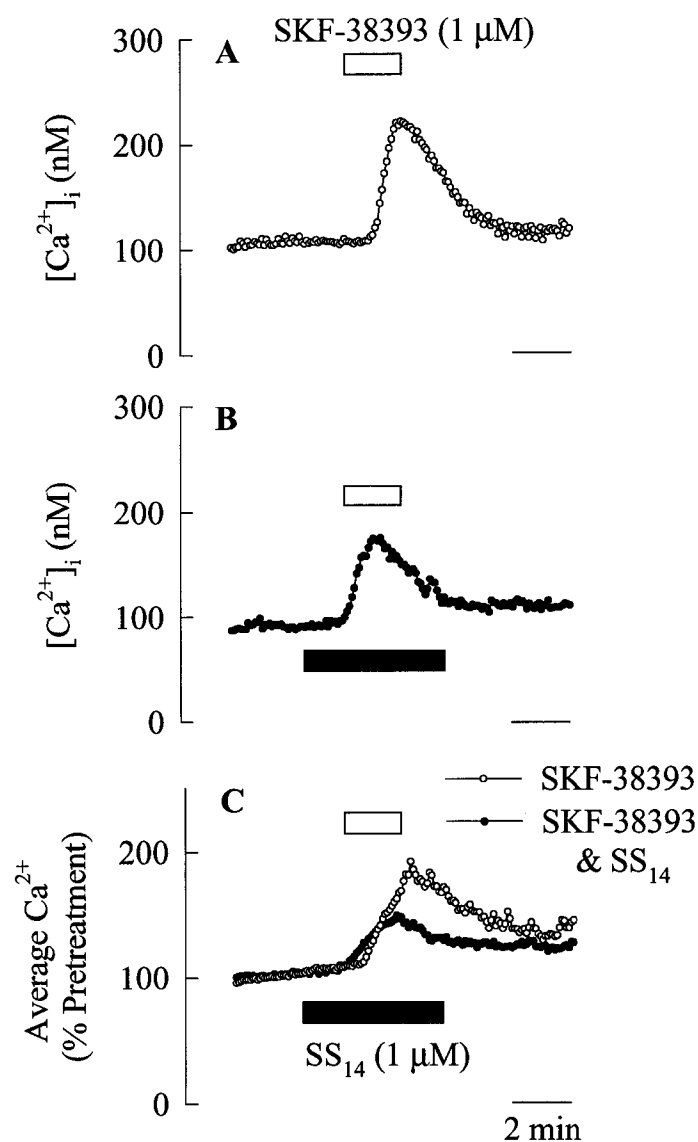 A
SKF-38393 (1 μM)
300
200
100
0
[Ca²⁺]ᵢ (nM)
B
300
200
100
0
[Ca²⁺]ᵢ (nM)
C
SKF-38393
SKF-38393
& SS₁₄
200
100
0
Average Ca²⁺
(% Pretreatment)
SS₁₄ (1 μM)
2 min